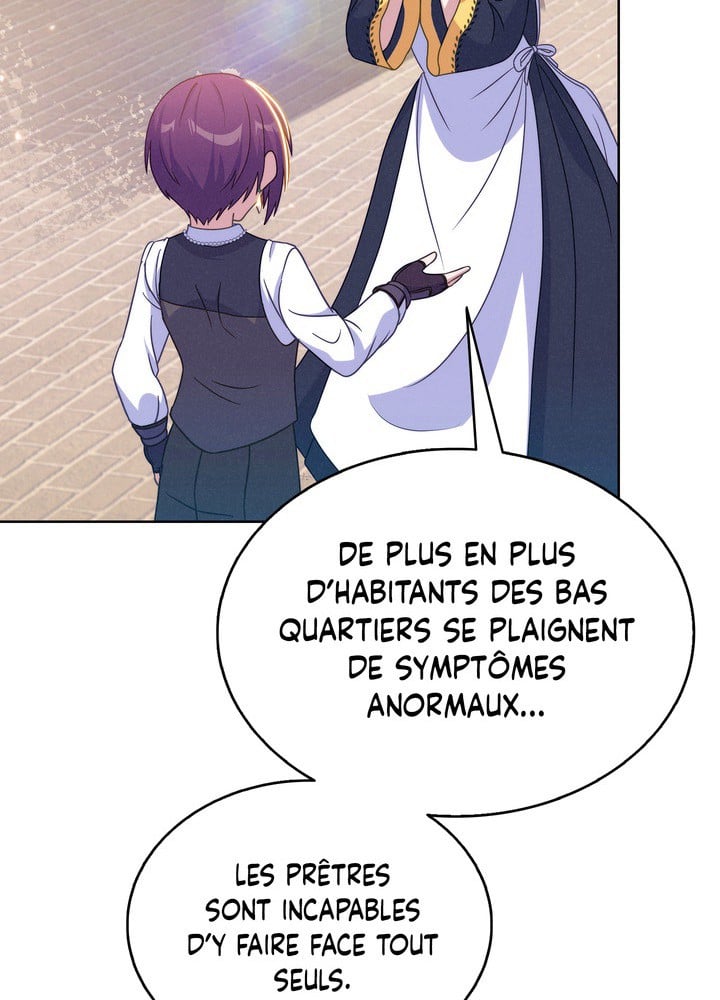 DE PLUS EN PLUS
D'HABITANTS DES BAS
QUARTIERS SE PLAIGNENT
DE SYMPTÔMES
ANORMAUX...
LES PRÊTRES
SONT INCAPABLES
D'Y FAIRE FACE TOUT
SEULS.